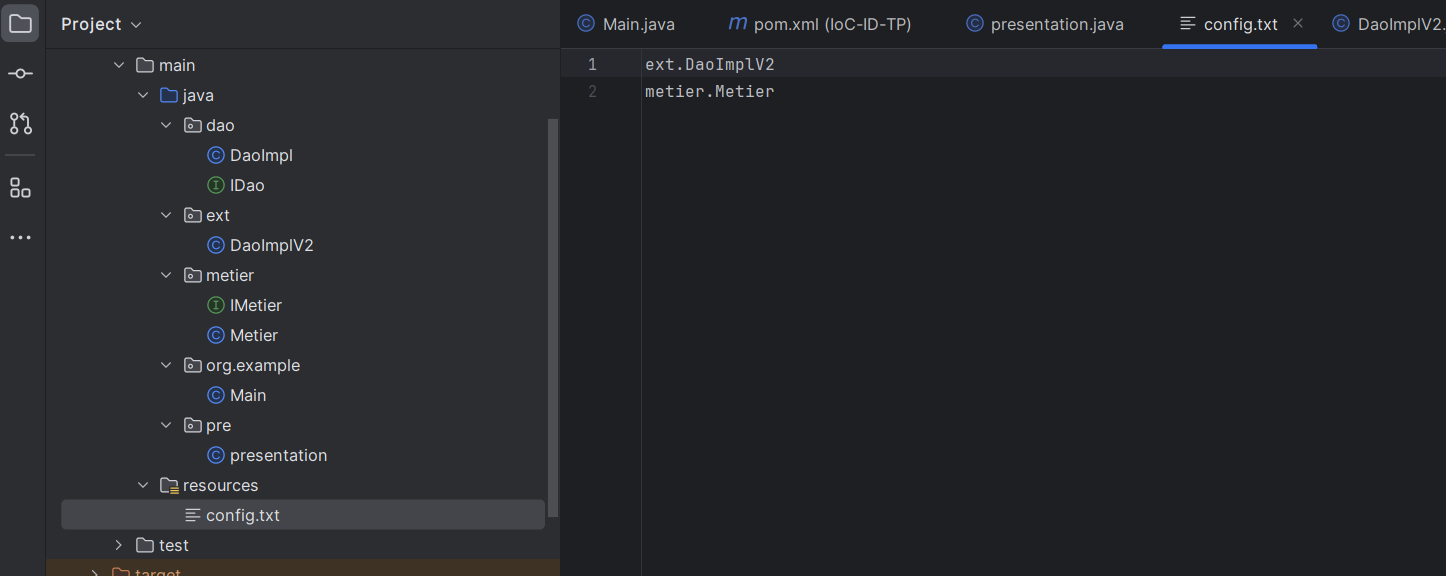 Project
Main.java
pom.xml (IoC-ID-TP)
presentation.java
config.txt
DaoImplV2.
main
java
dao
DaoImpl
IDao
ext
DaoImplV2
metier
IMetier
Metier
org.example
Main
pre
presentation
resources
config.txt
test
target
1 ext.DaoImplV2
2 metier.Metier